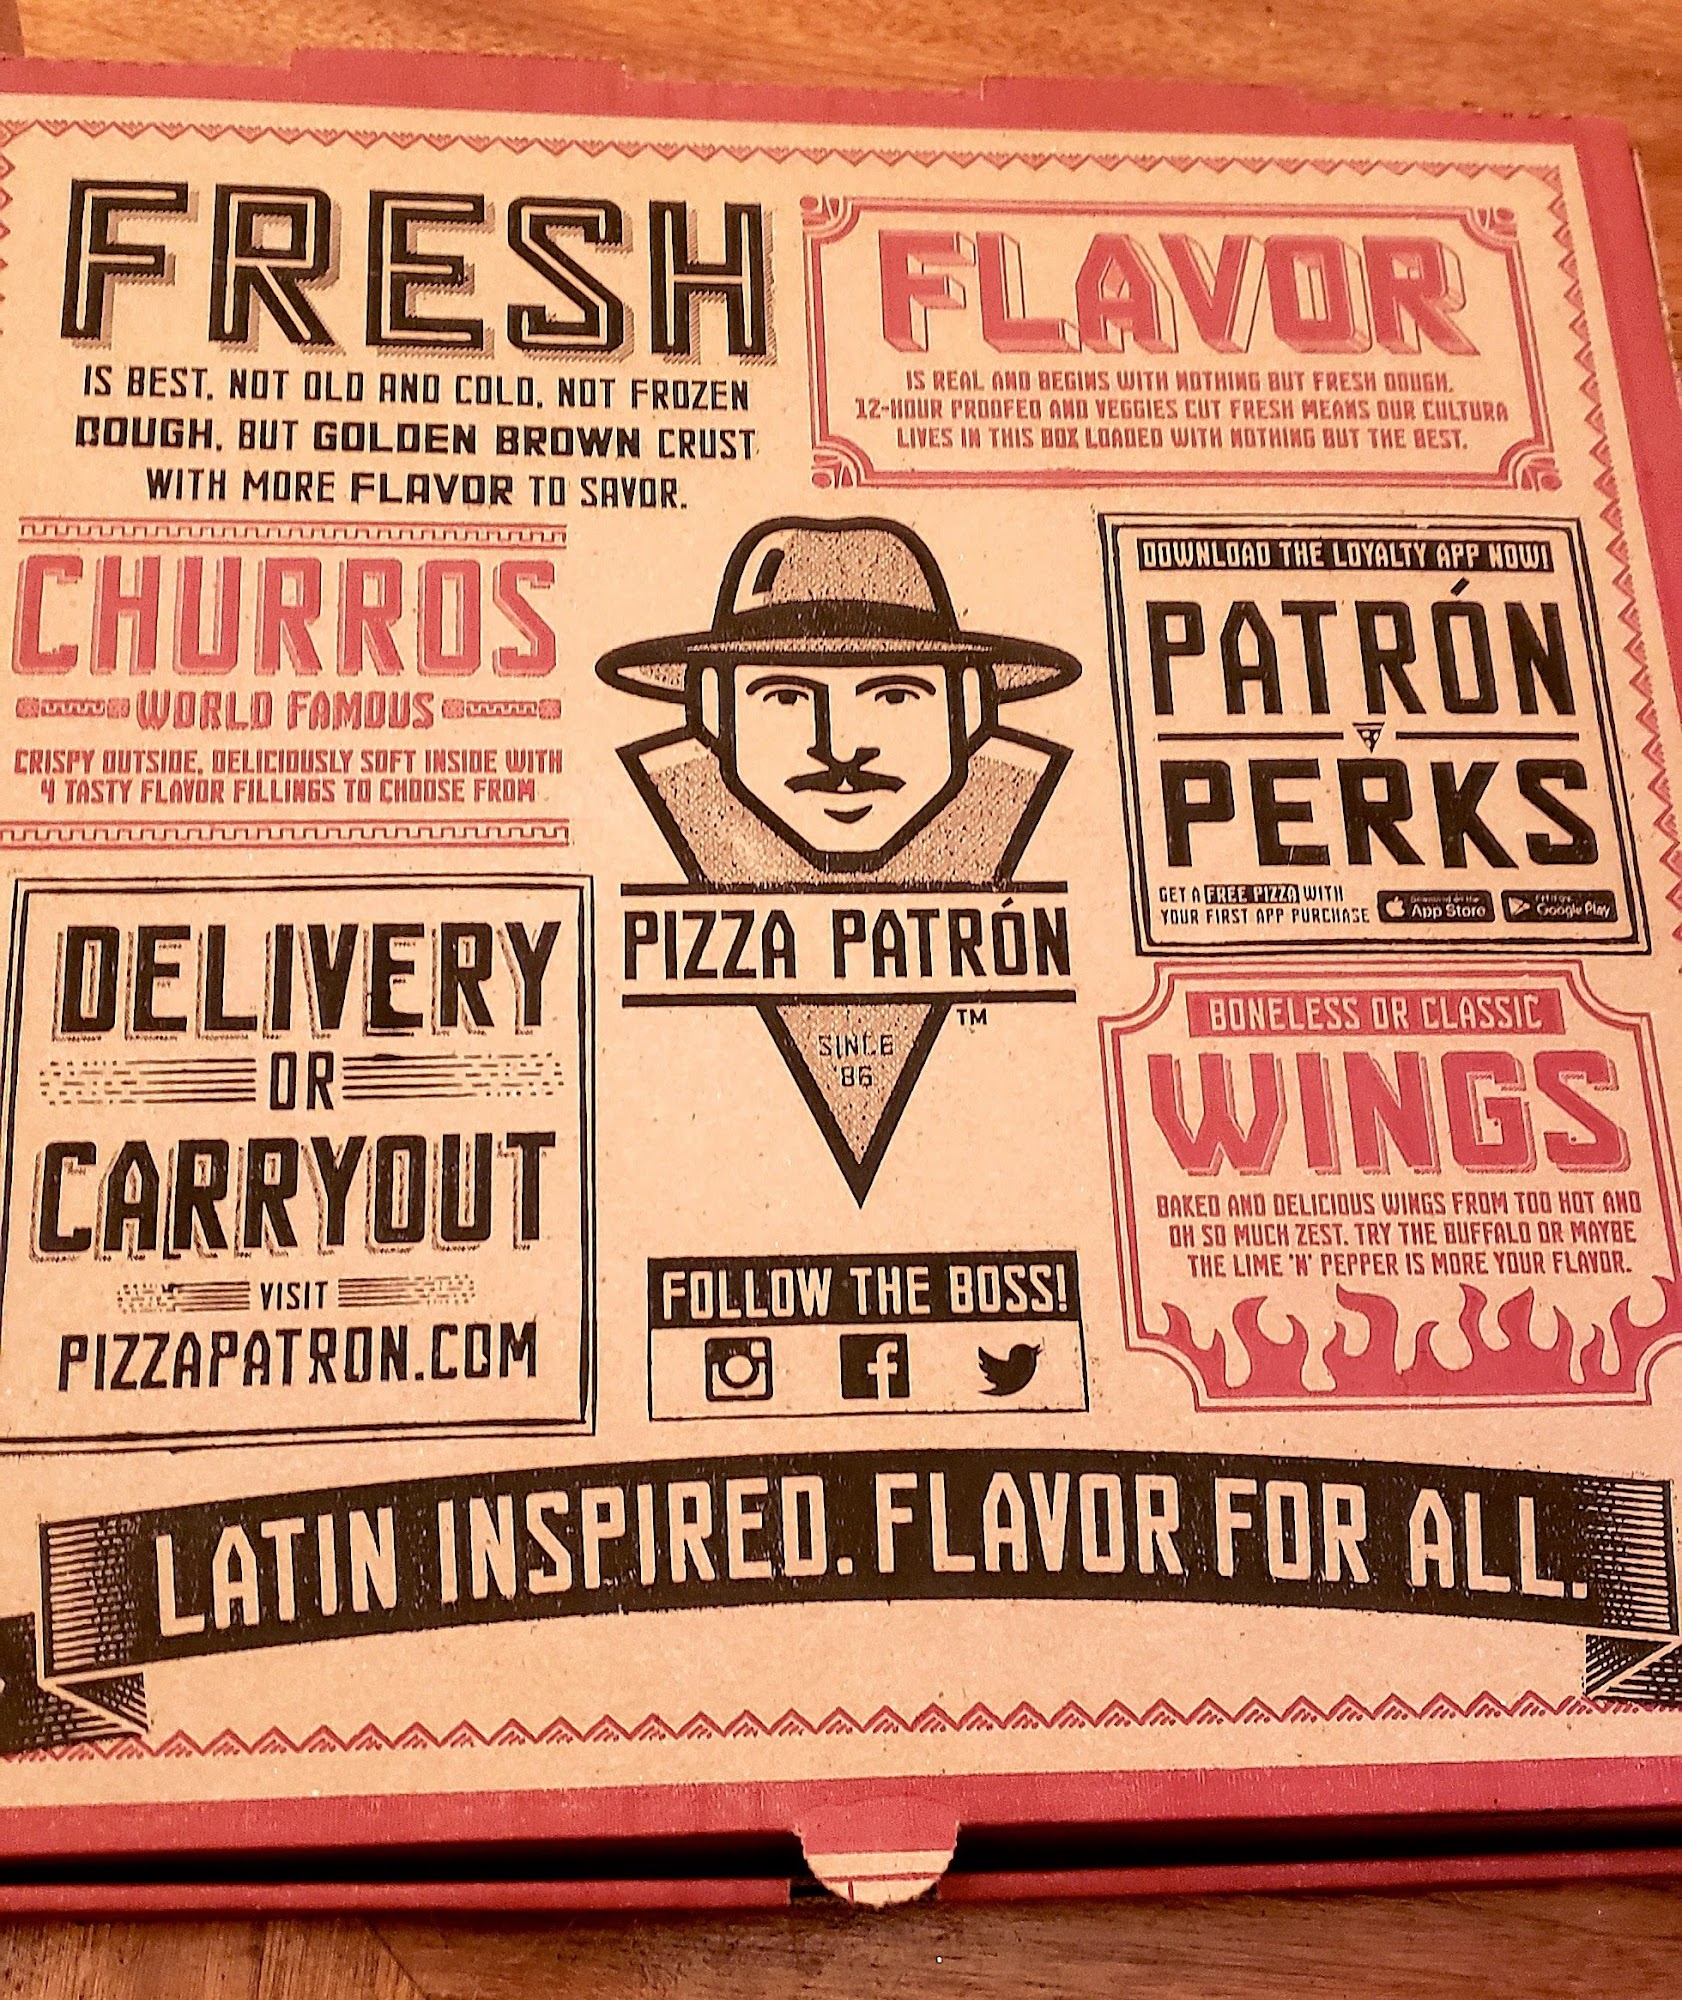 FRESH
IS BEST, NOT OLD AND COLD, NOT FROZEN
DOUGH, BUT GOLDEN BROWN CRUST
WITH MORE FLAVOR TO SAVOR.
FLAVOR
IS REAL AND BEGINS WITH NOTHING BUT FRESH DOUGH.
12-HOUR PROOFED AND VEGGIES CUT FRESH MEANS OUR CULTURA
LIVES IN THIS BOX LOADED WITH NOTHING BUT THE BEST.
CHURROS
WORLD FAMOUS
CRISPY OUTSIDE, DELICIOUSLY SOFT INSIDE WITH
4 TASTY FLAVOR FILLINGS TO CHOOSE FROM
DOWNLOAD THE LOYALTY APP NOW!
PATRÓN
PERKS
GET A FREE PIZZA WITH
YOUR FIRST APP PURCHASE
App Store
Google Play
PIZZA PATRÓN
TM
SINCE
'86
DELIVERY
OR
CARRYOUT
VISIT
PIZZAPATRON.COM
BONELESS OR CLASSIC
WINGS
BAKED AND DELICIOUS WINGS FROM TOO HOT AND
OH SO MUCH ZEST. TRY THE BUFFALO OR MAYBE
THE LIME 'N' PEPPER IS MORE YOUR FLAVOR.
FOLLOW THE BOSS!
LATIN INSPIRED. FLAVOR FOR ALL.